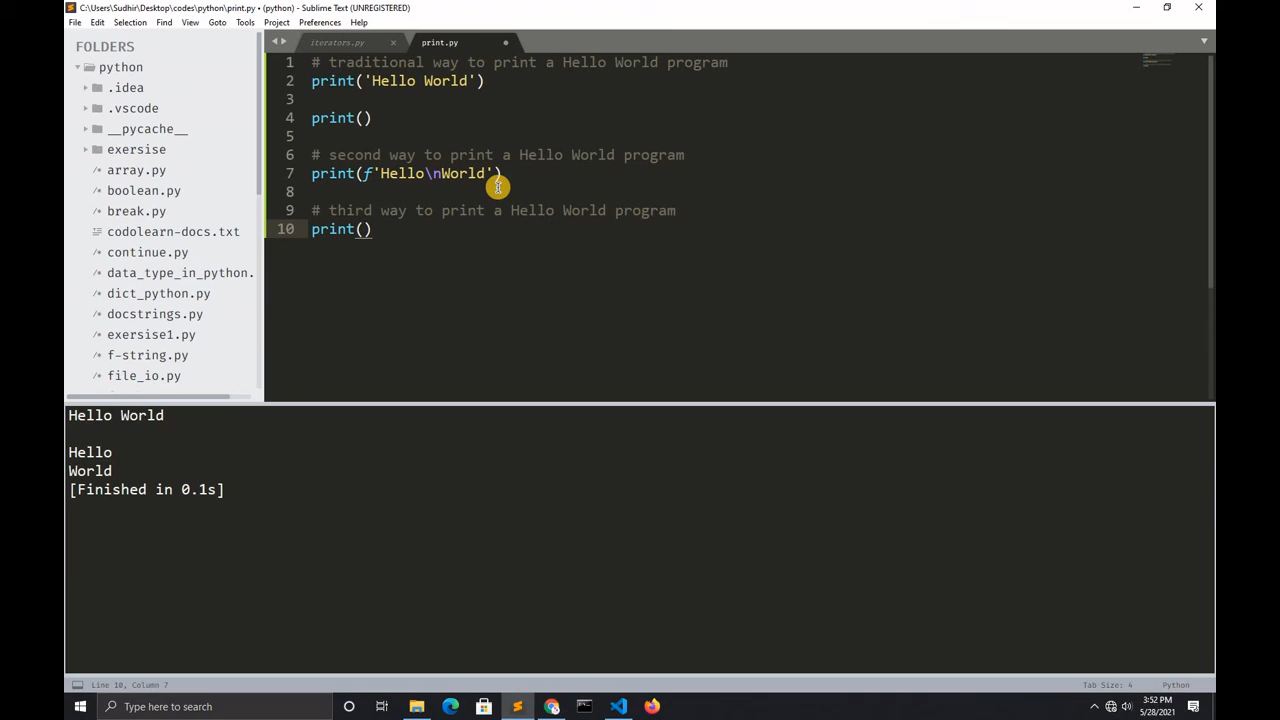 C:\Users\Sudhir\Desktop\codes\python\print.py • (python) - Sublime Text (UNREGISTERED)
File Edit Selection Find View Goto Tools Project Preferences Help
FOLDERS
python
.idea
.vscode
__pycache__
exersise
array.py
boolean.py
break.py
codolearn-docs.txt
continue.py
data_type_in_python.
dict_python.py
docstrings.py
exersise1.py
f-string.py
file_io.py
iterators.py
print.py
1 # traditional way to print a Hello World program
2 print('Hello World')
3
4 print()
5
6 # second way to print a Hello World program
7 print(f'Hello\nWorld')
8
9 # third way to print a Hello World program
10 print()
Hello World
Hello
World
[Finished in 0.1s]
Line 10, Column 7
Tab Size: 4
Python
Type here to search
3:52 PM
5/28/2021